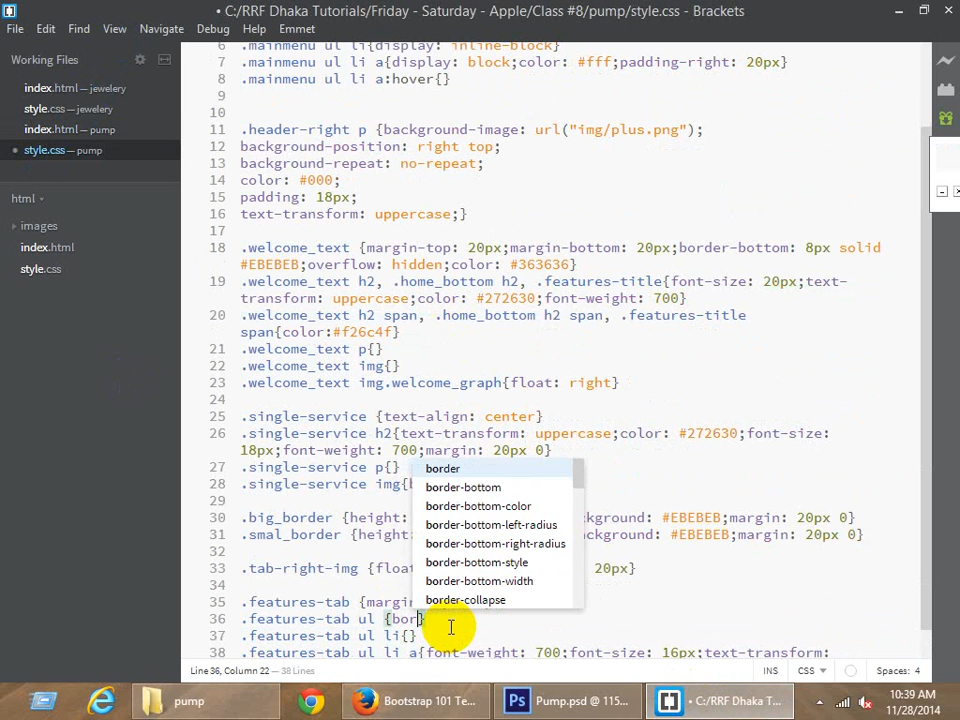 • C:/RRF Dhaka Tutorials/Friday - Saturday - Apple/Class #8/pump/style.css - Brackets
File Edit Find View Navigate Debug Help Emmet
Working Files
index.html — jewelery
style.css — jewelery
index.html — pump
• style.css — pump
html
images
index.html
style.css
6 .mainmenu ul li{display: inline-block}
7 .mainmenu ul li a{display: block;color: #fff;padding-right: 20px}
8 .mainmenu ul li a:hover{}
9
10
11 .header-right p {background-image: url("img/plus.png");
12 background-position: right top;
13 background-repeat: no-repeat;
14 color: #000;
15 padding: 18px;
16 text-transform: uppercase;}
17
18 .welcome_text {margin-top: 20px;margin-bottom: 20px;border-bottom: 8px solid
#EBEBEB;overflow: hidden;color: #363636}
19 .welcome_text h2, .home_bottom h2, .features-title{font-size: 20px;text-
transform: uppercase;color: #272630;font-weight: 700}
20 .welcome_text h2 span, .home_bottom h2 span, .features-title
span{color:#f26c4f}
21 .welcome_text p{}
22 .welcome_text img{}
23 .welcome_text img.welcome_graph{float: right}
24
25 .single-service {text-align: center}
26 .single-service h2{text-transform: uppercase;color: #272630;font-size:
18px;font-weight: 700;margin: 20px 0}
27 .single-service p{}
28 .single-service img{
29
30 .big_border {height: ckground: #EBEBEB;margin: 20px 0}
31 .smal_border {height: background: #EBEBEB;margin: 20px 0}
32
33 .tab-right-img {float 20px}
34
35 .features-tab {margin
36 .features-tab ul {bor}
37 .features-tab ul li{}
38 .features-tab ul li a{font-weight: 700;font-size: 16px;text-transform:
border
border-bottom
border-bottom-color
border-bottom-left-radius
border-bottom-right-radius
border-bottom-style
border-bottom-width
border-collapse
Line 36, Column 22 — 38 Lines
INS CSS Spaces: 4
pump
Bootstrap 101 Te...
Pump.psd @ 115...
• C:/RRF Dhaka T...
10:39 AM
11/28/2014